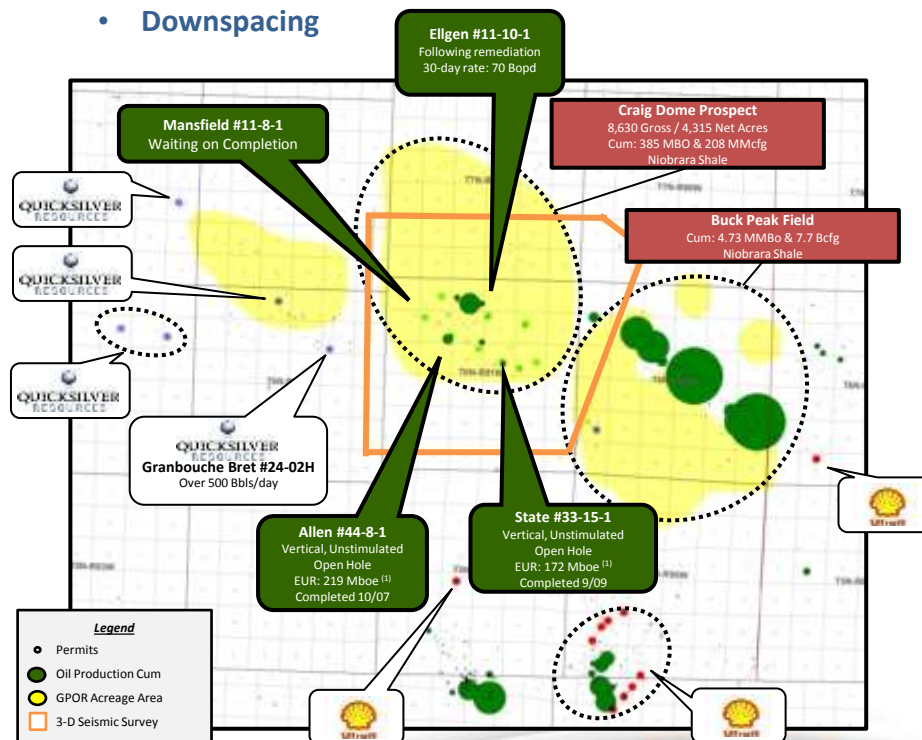 • Downspacing
Ellgen #11-10-1
Following remediation
30-day rate: 70 Bopd
Mansfield #11-8-1
Waiting on Completion
Craig Dome Prospect
8,630 Gross / 4,315 Net Acres
Cum: 385 MBO & 208 MMcfg
Niobrara Shale
Buck Peak Field
Cum: 4.73 MMBo & 7.7 Bcfg
Niobrara Shale
QUICKSILVER
RESOURCES
QUICKSILVER
RESOURCES
QUICKSILVER
RESOURCES
QUICKSILVER
RESOURCES
Granbouche Bret #24-02H
Over 500 Bbls/day
Allen #44-8-1
Vertical, Unstimulated
Open Hole
EUR: 219 Mboe (1)
Completed 10/07
State #33-15-1
Vertical, Unstimulated
Open Hole
EUR: 172 Mboe (1)
Completed 9/09
Legend
Permits
Oil Production Cum
GPOR Acreage Area
3-D Seismic Survey